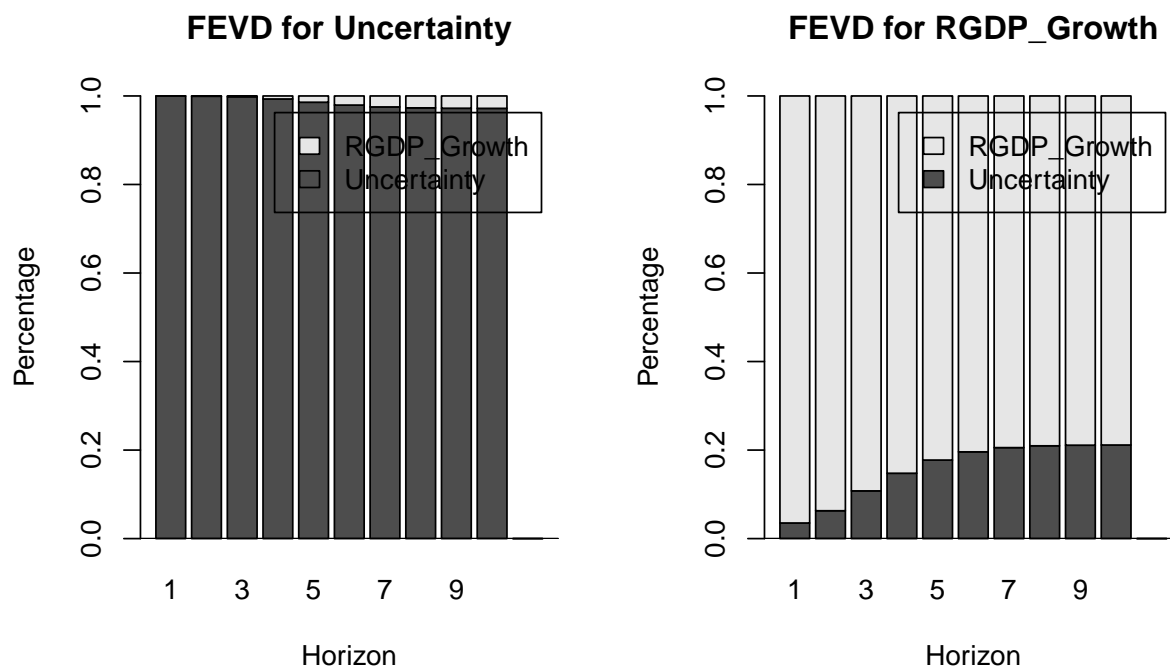 FEVD for Uncertainty
Percentage
1.0
0.8
0.6
0.4
0.2
0.0
RGDP_Growth
Uncertainty
1 3 5 7 9
Horizon
FEVD for RGDP_Growth
Percentage
1.0
0.8
0.6
0.4
0.2
0.0
RGDP_Growth
Uncertainty
1 3 5 7 9
Horizon